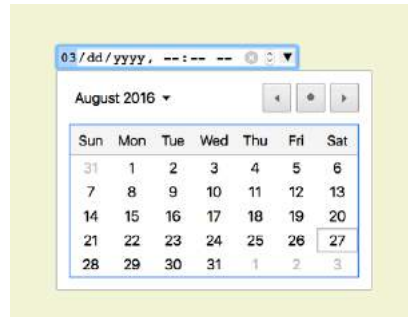 03/dd/yyyy, --:-- --
August 2016
Sun Mon Tue Wed Thu Fri Sat
31 1 2 3 4 5 6
7 8 9 10 11 12 13
14 15 16 17 18 19 20
21 22 23 24 25 26 27
28 29 30 31 1 2 3